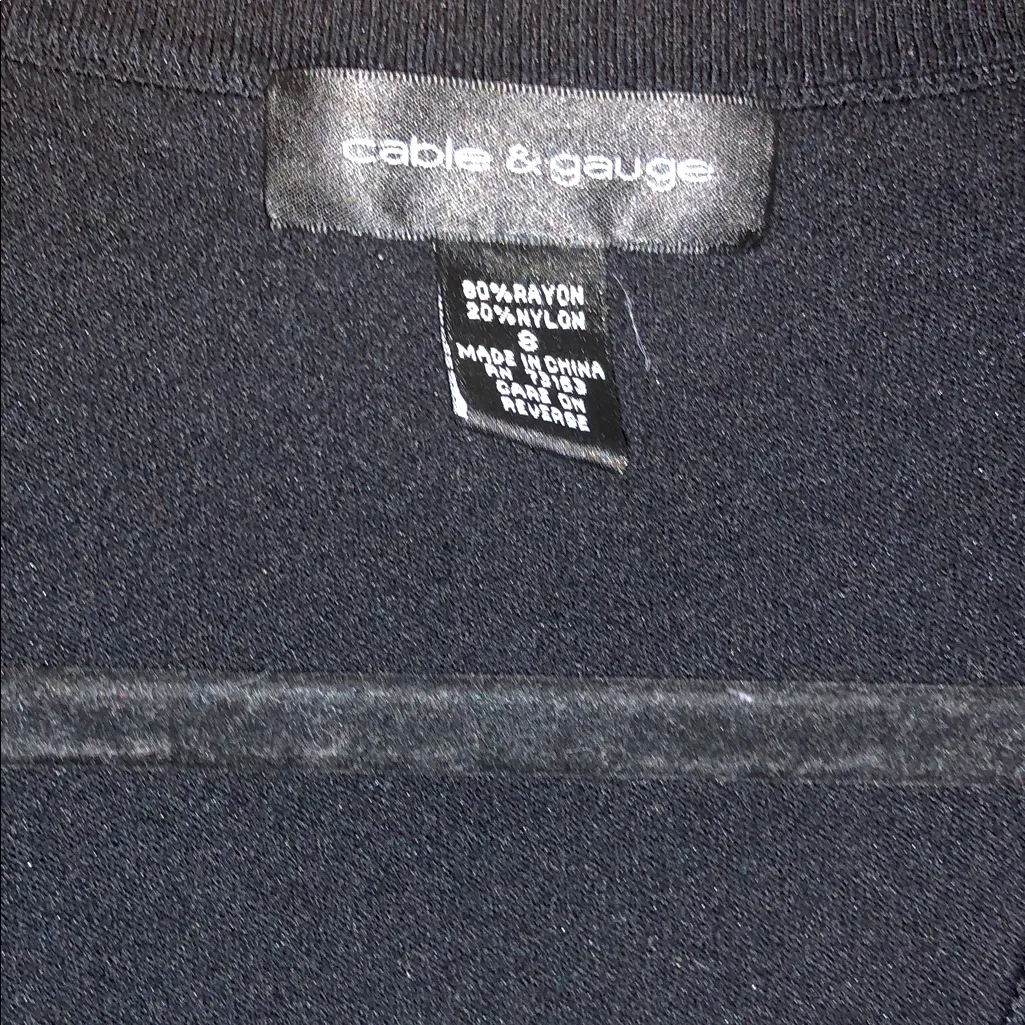 cable & gauge
80%RAYON
20%NYLON
S
MADE IN CHINA
RN 73163
CARE ON
REVERSE